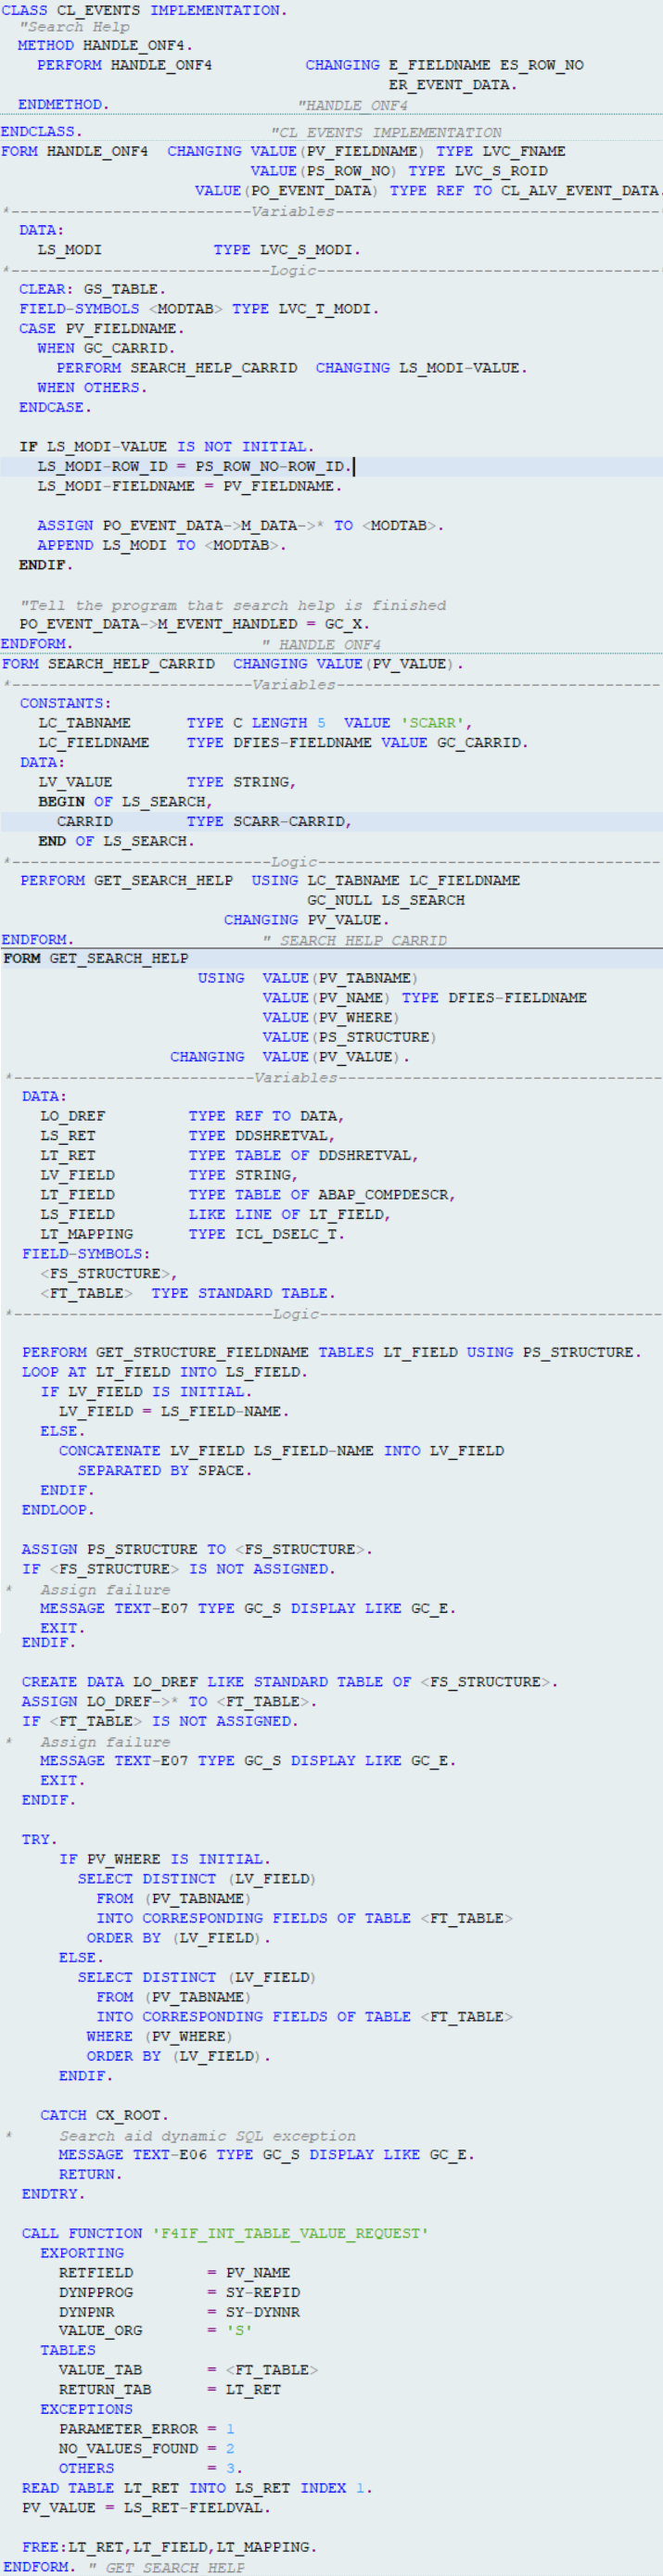 CLASS CL_EVENTS IMPLEMENTATION.
"Search Help
METHOD HANDLE_ONF4.
PERFORM HANDLE_ONF4 CHANGING E_FIELDNAME ES_ROW_NO
ER_EVENT_DATA.
ENDMETHOD. "HANDLE_ONF4
ENDCLASS. "CL_EVENTS IMPLEMENTATION
FORM HANDLE_ONF4 CHANGING VALUE(PV_FIELDNAME) TYPE LVC_FNAME
VALUE(PS_ROW_NO) TYPE LVC_S_ROID
VALUE(PO_EVENT_DATA) TYPE REF TO CL_ALV_EVENT_DATA.
*---------------------------Variables-----------------------------------
DATA:
LS_MODI TYPE LVC_S_MODI.
*-----------------------------Logic-------------------------------------
CLEAR: GS_TABLE.
FIELD-SYMBOLS <MODTAB> TYPE LVC_T_MODI.
CASE PV_FIELDNAME.
WHEN GC_CARRID.
PERFORM SEARCH_HELP_CARRID CHANGING LS_MODI-VALUE.
WHEN OTHERS.
ENDCASE.
IF LS_MODI-VALUE IS NOT INITIAL.
LS_MODI-ROW_ID = PS_ROW_NO-ROW_ID.
LS_MODI-FIELDNAME = PV_FIELDNAME.
ASSIGN PO_EVENT_DATA->M_DATA->* TO <MODTAB>.
APPEND LS_MODI TO <MODTAB>.
ENDIF.
"Tell the program that search help is finished
PO_EVENT_DATA->M_EVENT_HANDLED = GC_X.
ENDFORM. " HANDLE_ONF4
FORM SEARCH_HELP_CARRID CHANGING VALUE(PV_VALUE).
*---------------------------Variables-----------------------------------
CONSTANTS:
LC_TABNAME TYPE C LENGTH 5 VALUE 'SCARR',
LC_FIELDNAME TYPE DFIES-FIELDNAME VALUE GC_CARRID.
DATA:
LV_VALUE TYPE STRING,
BEGIN OF LS_SEARCH,
CARRID TYPE SCARR-CARRID,
END OF LS_SEARCH.
*-----------------------------Logic-------------------------------------
PERFORM GET_SEARCH_HELP USING LC_TABNAME LC_FIELDNAME
GC_NULL LS_SEARCH
CHANGING PV_VALUE.
ENDFORM. " SEARCH_HELP_CARRID
FORM GET_SEARCH_HELP
USING VALUE(PV_TABNAME)
VALUE(PV_NAME) TYPE DFIES-FIELDNAME
VALUE(PV_WHERE)
VALUE(PS_STRUCTURE)
CHANGING VALUE(PV_VALUE).
*---------------------------Variables-----------------------------------
DATA:
LO_DREF TYPE REF TO DATA,
LS_RET TYPE DDSHRETVAL,
LT_RET TYPE TABLE OF DDSHRETVAL,
LV_FIELD TYPE STRING,
LT_FIELD TYPE TABLE OF ABAP_COMPDESCR,
LS_FIELD LIKE LINE OF LT_FIELD,
LT_MAPPING TYPE ICL_DSELC_T.
FIELD-SYMBOLS:
<FS_STRUCTURE>,
<FT_TABLE> TYPE STANDARD TABLE.
*-----------------------------Logic-------------------------------------
PERFORM GET_STRUCTURE_FIELDNAME TABLES LT_FIELD USING PS_STRUCTURE.
LOOP AT LT_FIELD INTO LS_FIELD.
IF LV_FIELD IS INITIAL.
LV_FIELD = LS_FIELD-NAME.
ELSE.
CONCATENATE LV_FIELD LS_FIELD-NAME INTO LV_FIELD
SEPARATED BY SPACE.
ENDIF.
ENDLOOP.
ASSIGN PS_STRUCTURE TO <FS_STRUCTURE>.
IF <FS_STRUCTURE> IS NOT ASSIGNED.
* Assign failure
MESSAGE TEXT-E07 TYPE GC_S DISPLAY LIKE GC_E.
EXIT.
ENDIF.
CREATE DATA LO_DREF LIKE STANDARD TABLE OF <FS_STRUCTURE>.
ASSIGN LO_DREF->* TO <FT_TABLE>.
IF <FT_TABLE> IS NOT ASSIGNED.
* Assign failure
MESSAGE TEXT-E07 TYPE GC_S DISPLAY LIKE GC_E.
EXIT.
ENDIF.
TRY.
IF PV_WHERE IS INITIAL.
SELECT DISTINCT (LV_FIELD)
FROM (PV_TABNAME)
INTO CORRESPONDING FIELDS OF TABLE <FT_TABLE>
ORDER BY (LV_FIELD).
ELSE.
SELECT DISTINCT (LV_FIELD)
FROM (PV_TABNAME)
INTO CORRESPONDING FIELDS OF TABLE <FT_TABLE>
WHERE (PV_WHERE)
ORDER BY (LV_FIELD).
ENDIF.
CATCH CX_ROOT.
* Search aid dynamic SQL exception
MESSAGE TEXT-E06 TYPE GC_S DISPLAY LIKE GC_E.
RETURN.
ENDTRY.
CALL FUNCTION 'F4IF_INT_TABLE_VALUE_REQUEST'
EXPORTING
RETFIELD = PV_NAME
DYNPPROG = SY-REPID
DYNPNR = SY-DYNNR
VALUE_ORG = 'S'
TABLES
VALUE_TAB = <FT_TABLE>
RETURN_TAB = LT_RET
EXCEPTIONS
PARAMETER_ERROR = 1
NO_VALUES_FOUND = 2
OTHERS = 3.
READ TABLE LT_RET INTO LS_RET INDEX 1.
PV_VALUE = LS_RET-FIELDVAL.
FREE:LT_RET,LT_FIELD,LT_MAPPING.
ENDFORM. " GET_SEARCH_HELP